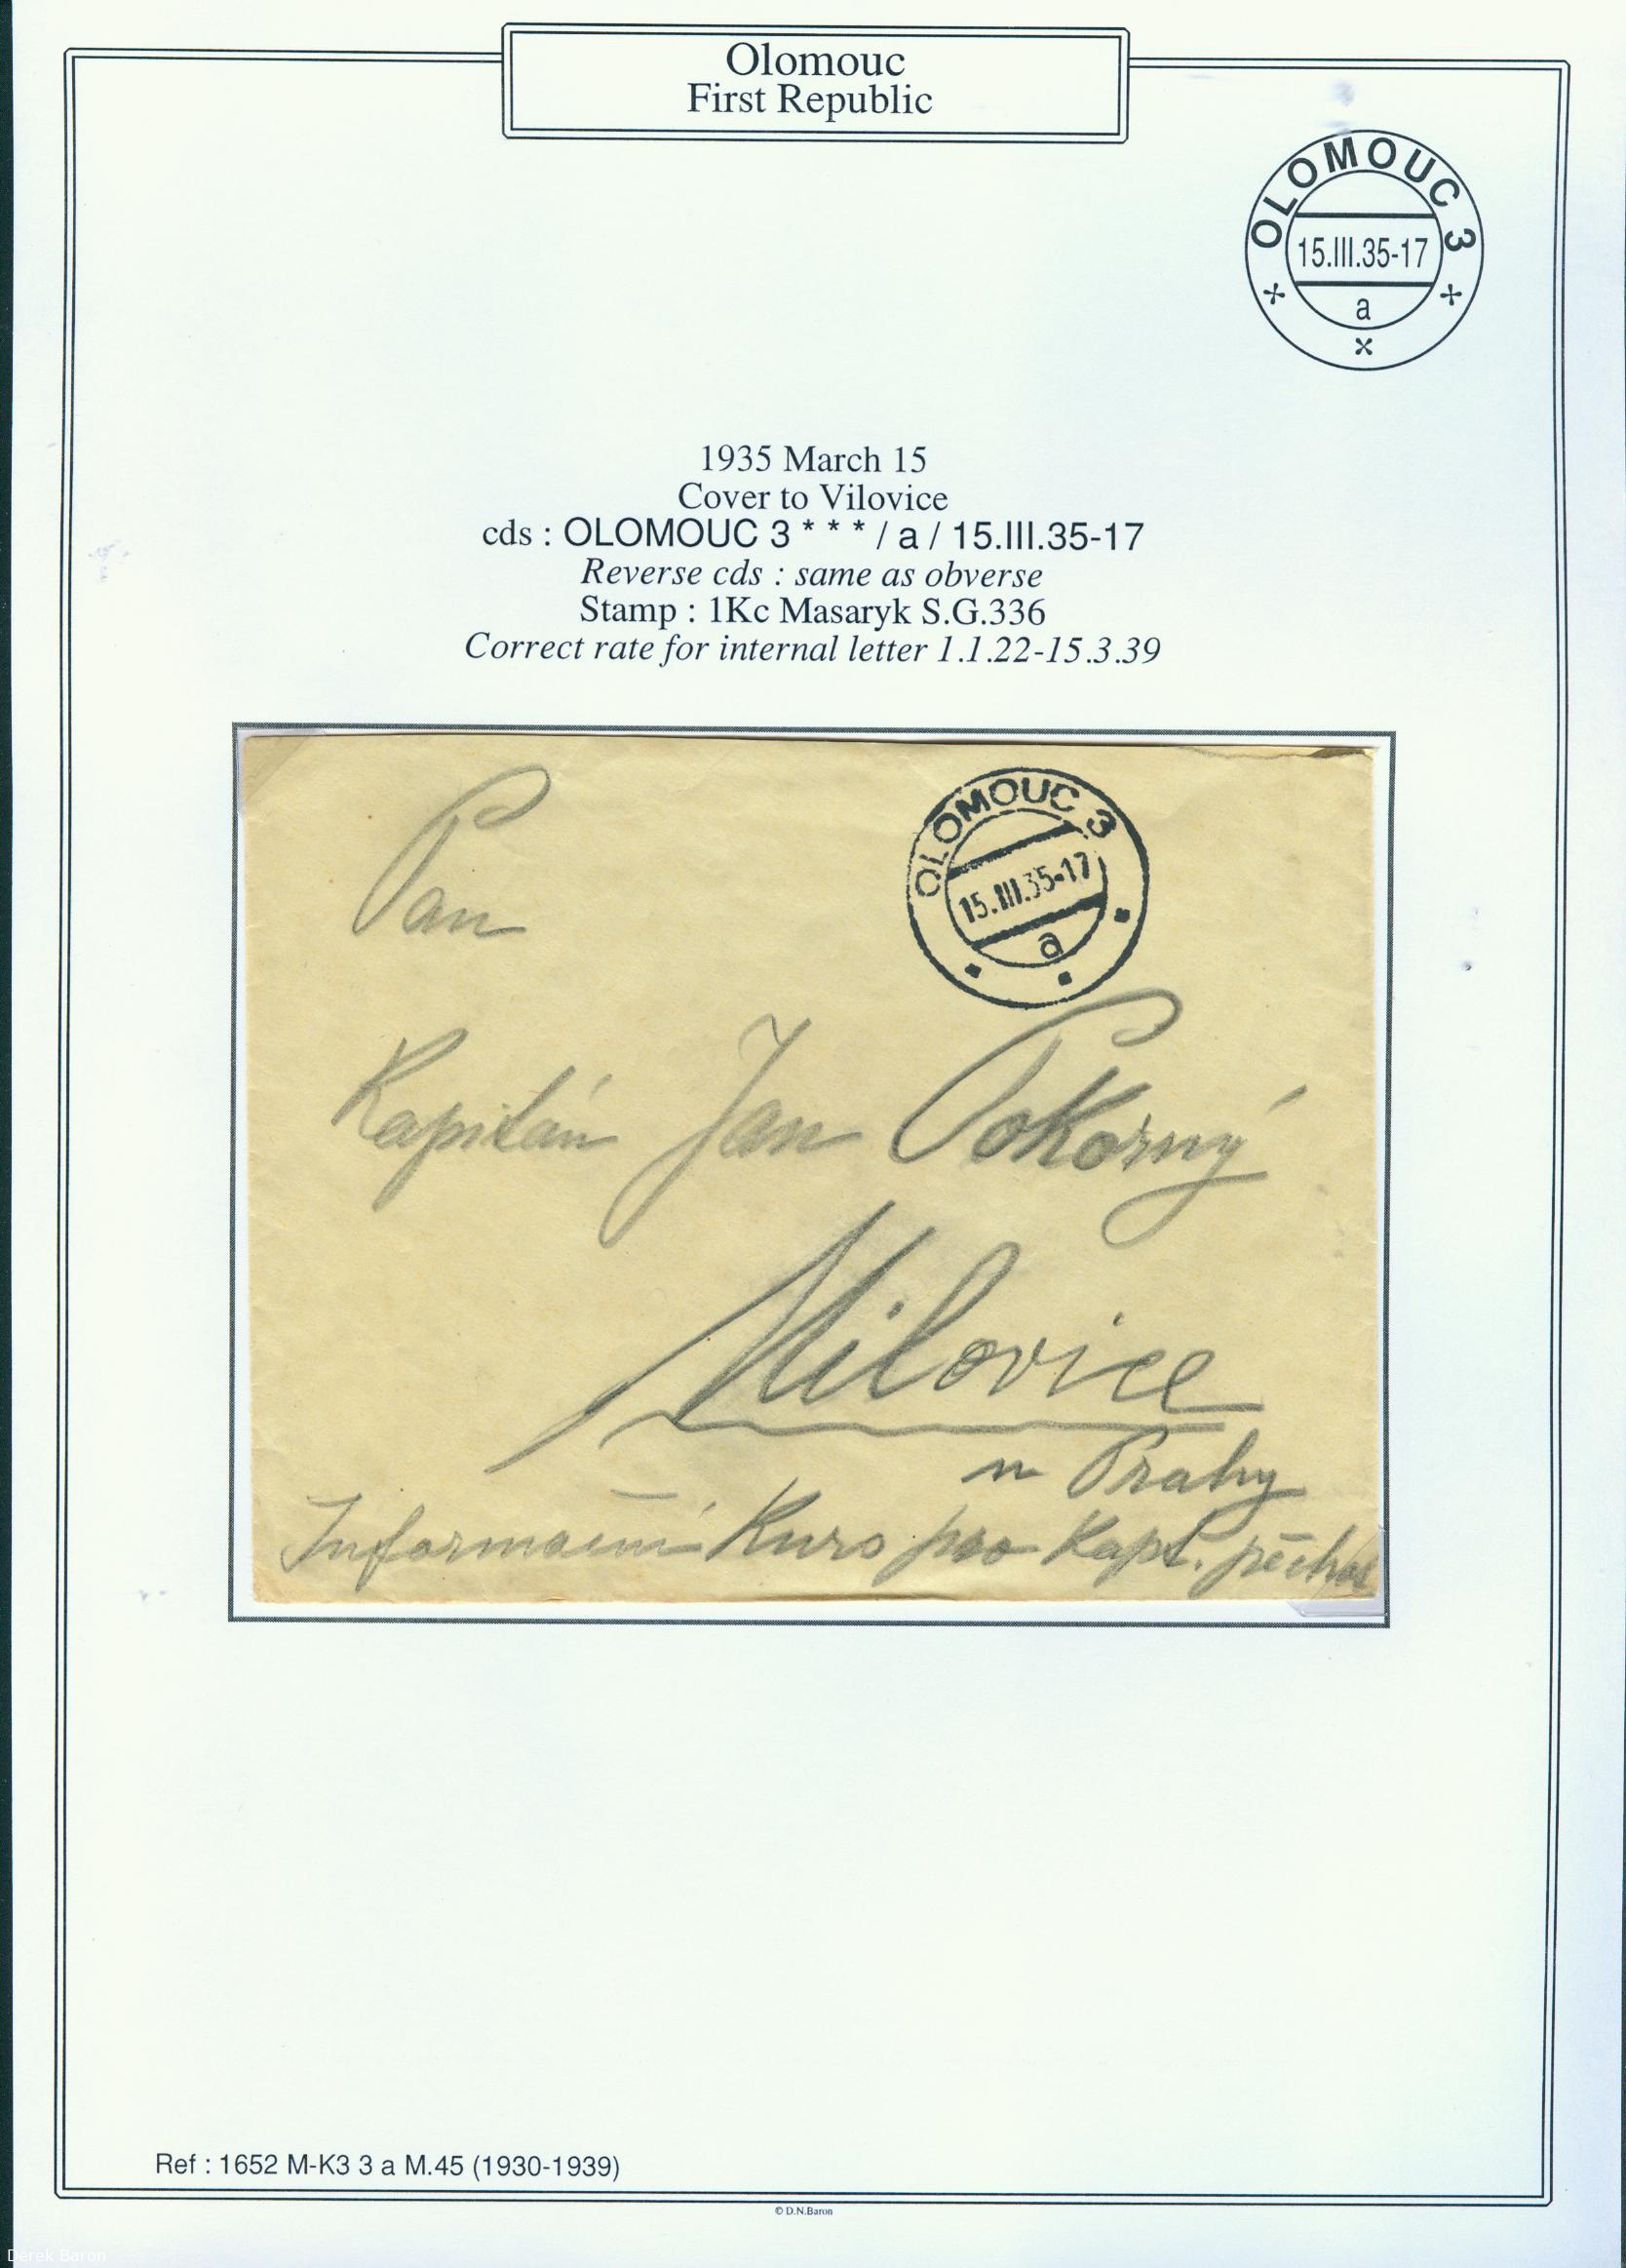 Olomouc
First Republic
OLOMOUC 3
15.III.35-17
a
1935 March 15
Cover to Vilovice
cds : OLOMOUC 3 * * * / a / 15.III.35-17
Reverse cds : same as obverse
Stamp : 1Kc Masaryk S.G.336
Correct rate for internal letter 1.1.22-15.3.39
OLOMOUC 3
15.III.35-17
a
Pan
Kapitán Jan Pokorný
Milovice
u Prahy
Informační Kurs pro Kapt. pěchot
Ref : 1652 M-K3 3 a M.45 (1930-1939)
© D.N.Baron
Derek Baron